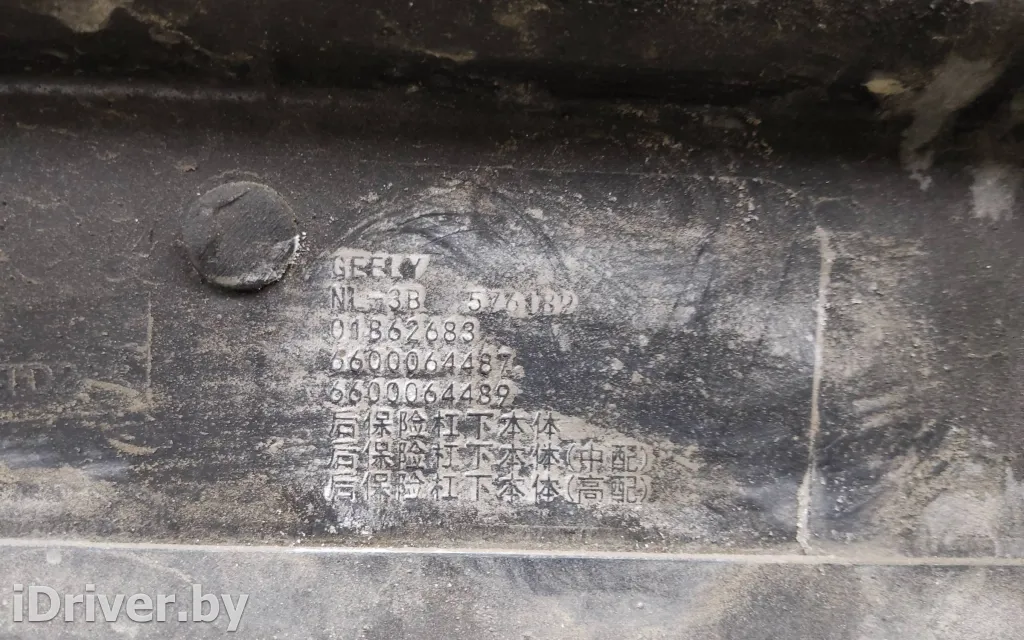 GEELY
NL-3B 576182
01862683
6600064487
6600064489
后保险杠下本体
后保险杠下本体(中配)
后保险杠下本体(高配)
iDriver.by